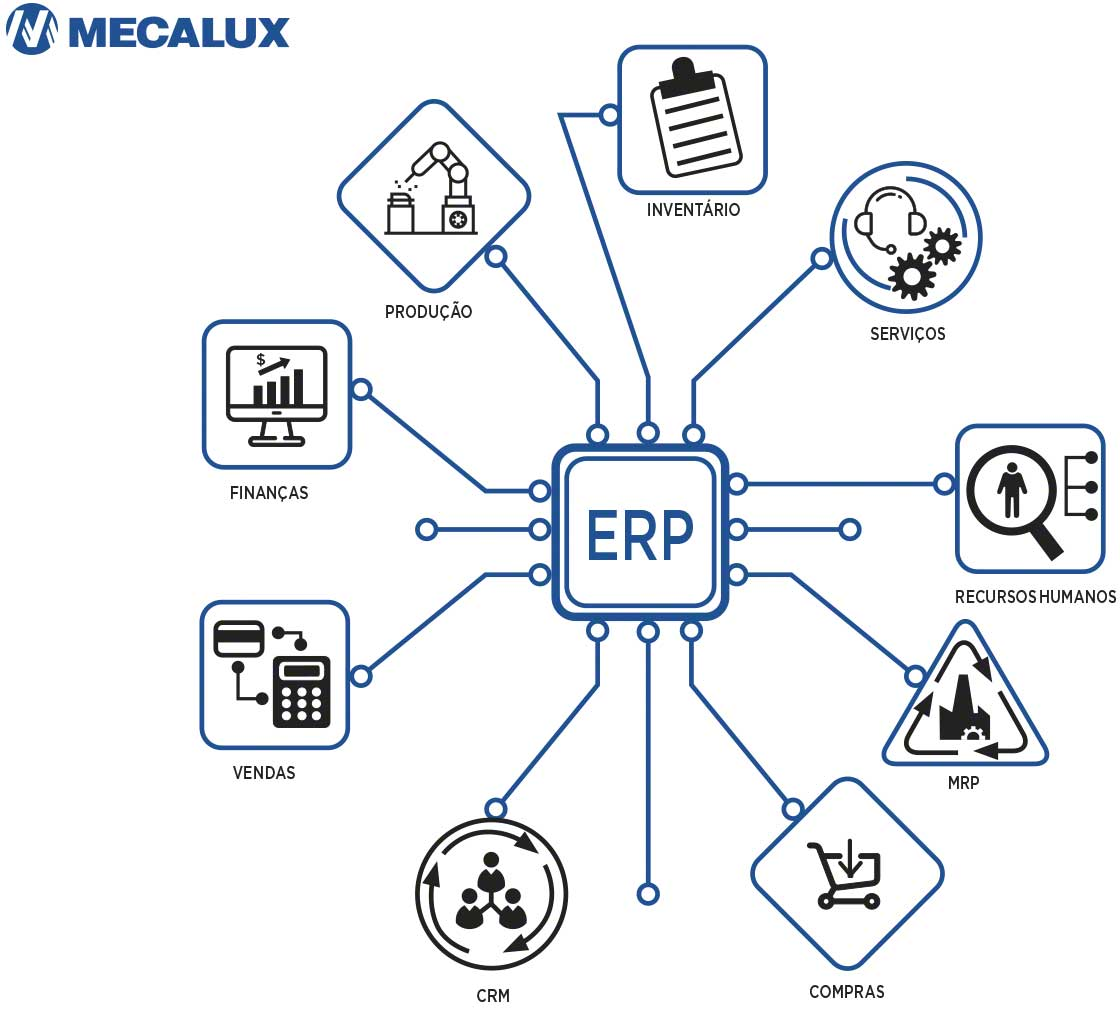 MECALUX
INVENTÁRIO
PRODUÇÃO
SERVIÇOS
$
FINANÇAS
ERP
RECURSOS HUMANOS
VENDAS
MRP
CRM
COMPRAS